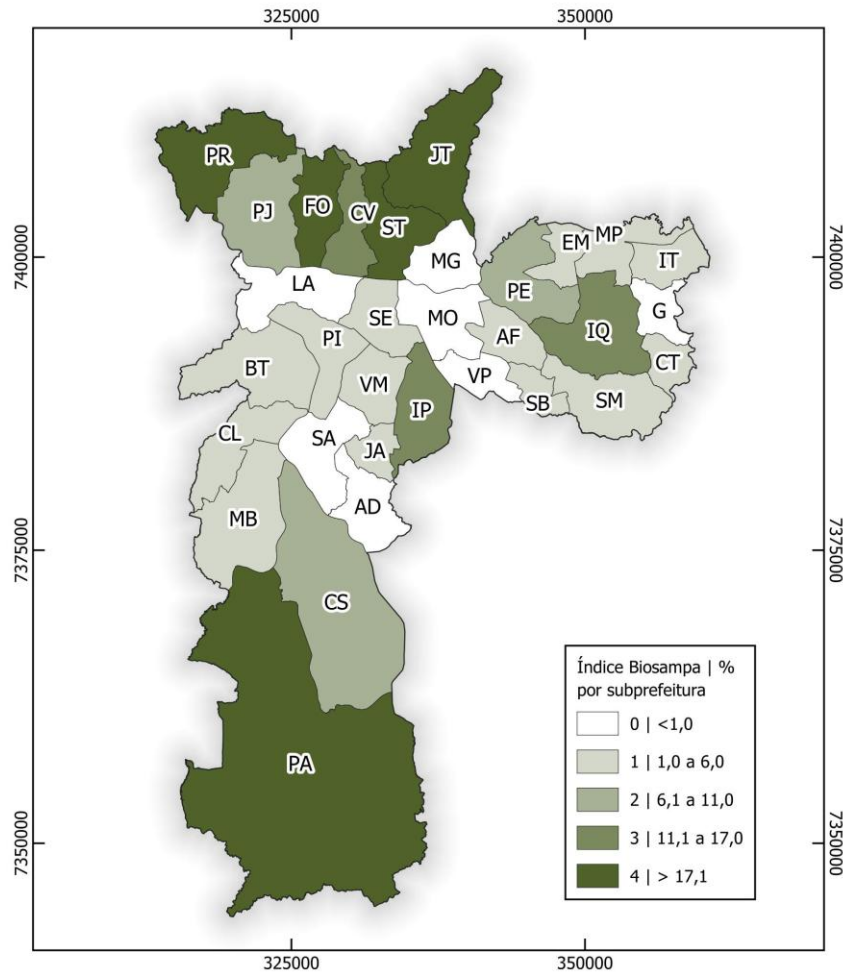 325000
350000
JT
PR
FO
CV
PJ
ST
7400000
7400000
EM
MP
MG
IT
LA
PE
G
SE
MO
IQ
PI
AF
BT
CT
VM
VP
SB
SM
IP
CL
SA
JA
AD
MB
7375000
7375000
CS
Índice Biosampa | %
por subprefeitura
0 | <1,0
1 | 1,0 a 6,0
2 | 6,1 a 11,0
3 | 11,1 a 17,0
4 | > 17,1
PA
7350000
7350000
325000
350000